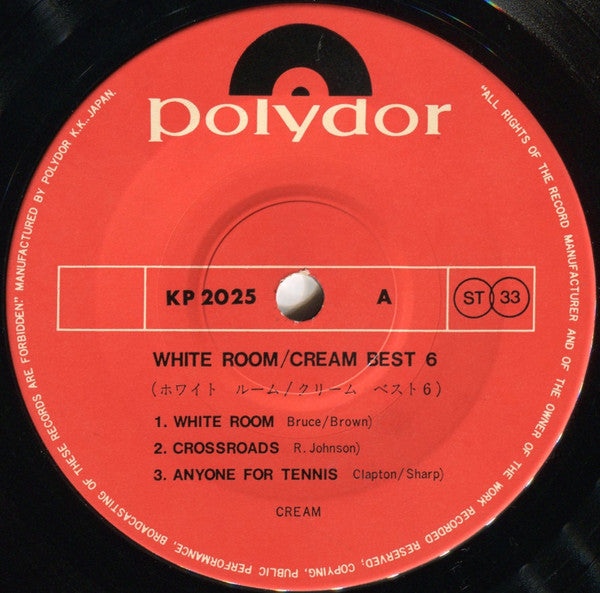 polydor
KP 2025 A ST 33
WHITE ROOM/CREAM BEST 6
(ホワイト ルーム/クリーム ベスト6)
1. WHITE ROOM Bruce/Brown)
2. CROSSROADS R. Johnson)
3. ANYONE FOR TENNIS Clapton/Sharp)
CREAM
"ALL RIGHTS OF THE RECORD MANUFACTURER AND OF THE OWNER OF THE WORK RECORDED RESERVED; COPYING, PUBLIC PERFORMANCE, BROADCASTING OF THESE RECORDS ARE FORBIDDEN." MANUFACTURED BY POLYDOR K.K., JAPAN.